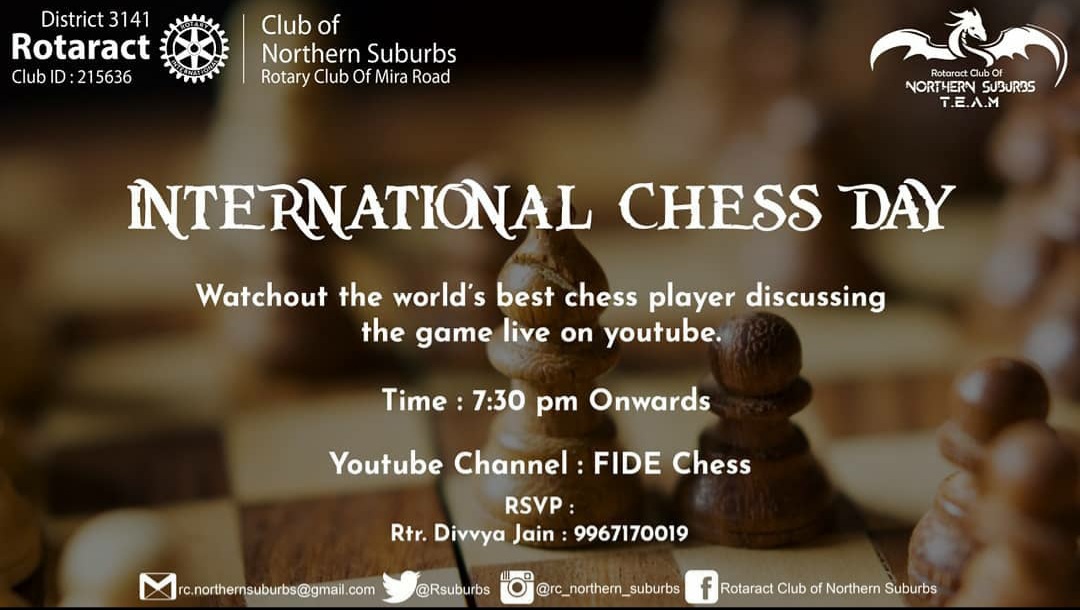 District 3141
Rotaract
Club ID : 215636
ROTARY
INTERNATIONAL
Club of
Northern Suburbs
Rotary Club Of Mira Road
Rotaract Club Of
NORTHERN SUBURBS
T.E.A.M
INTERNATIONAL CHESS DAY
Watchout the world's best chess player discussing
the game live on youtube.
Time : 7:30 pm Onwards
Youtube Channel : FIDE Chess
RSVP :
Rtr. Divvya Jain : 9967170019
rc.northernsuburbs@gmail.com @Rsuburbs @rc_northern_suburbs Rotaract Club of Northern Suburbs